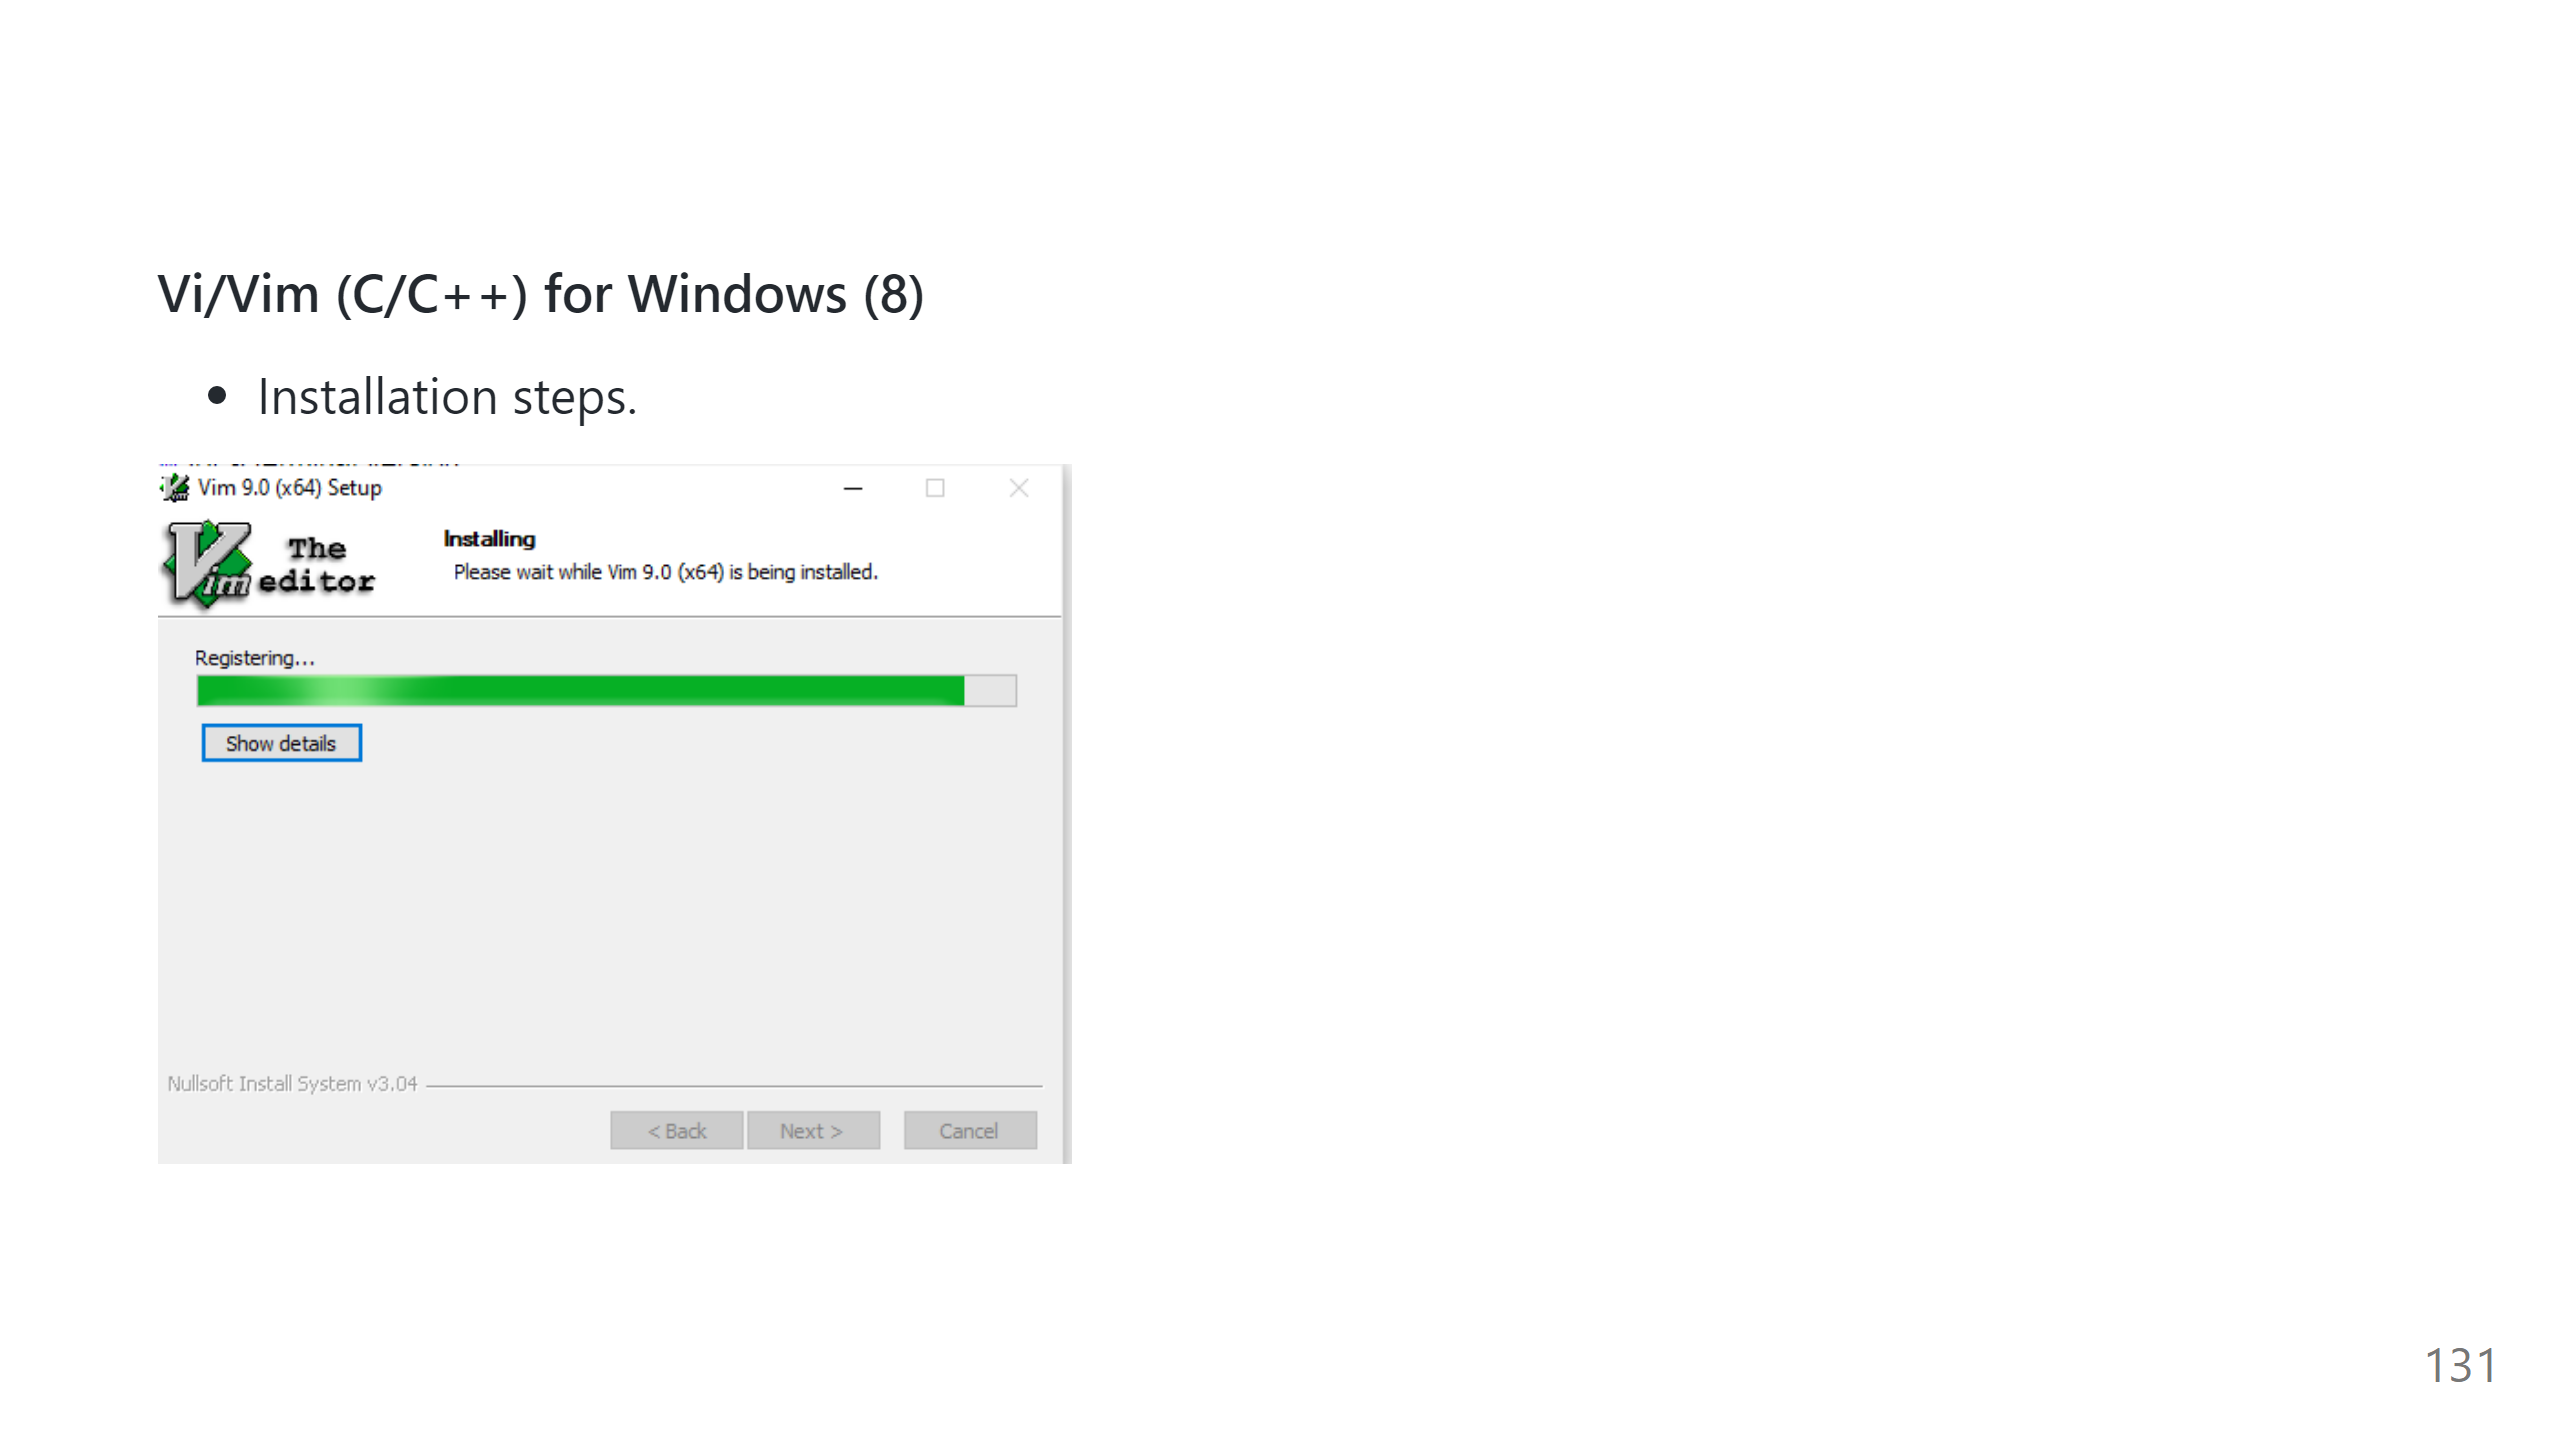 Vi/Vim (C/C++) for Windows (8)
• Installation steps.
Vim 9.0 (x64) Setup
Vim The editor
Installing
Please wait while Vim 9.0 (x64) is being installed.
Registering...
Show details
Nullsoft Install System v3.04
< Back Next > Cancel
131